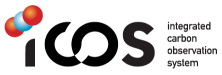 icos
integrated
carbon
observation
system